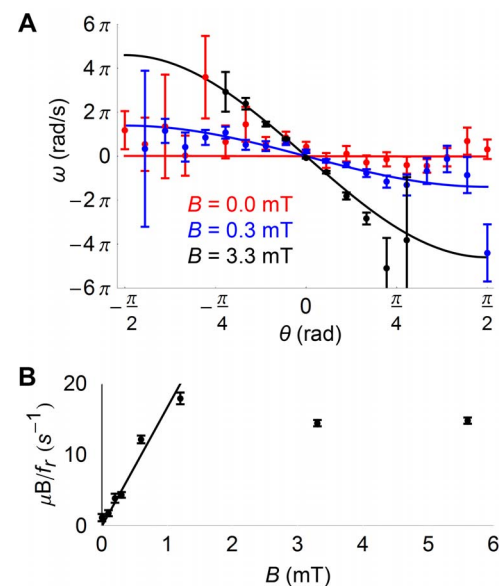 A
6 π
4 π
2 π
0
-2 π
-4 π
-6 π
ω (rad/s)
B = 0.0 mT
B = 0.3 mT
B = 3.3 mT
-π/2
-π/4
0
π/4
π/2
θ (rad)
B
20
10
0
μB/fr (s⁻¹)
0
1
2
3
4
5
6
B (mT)